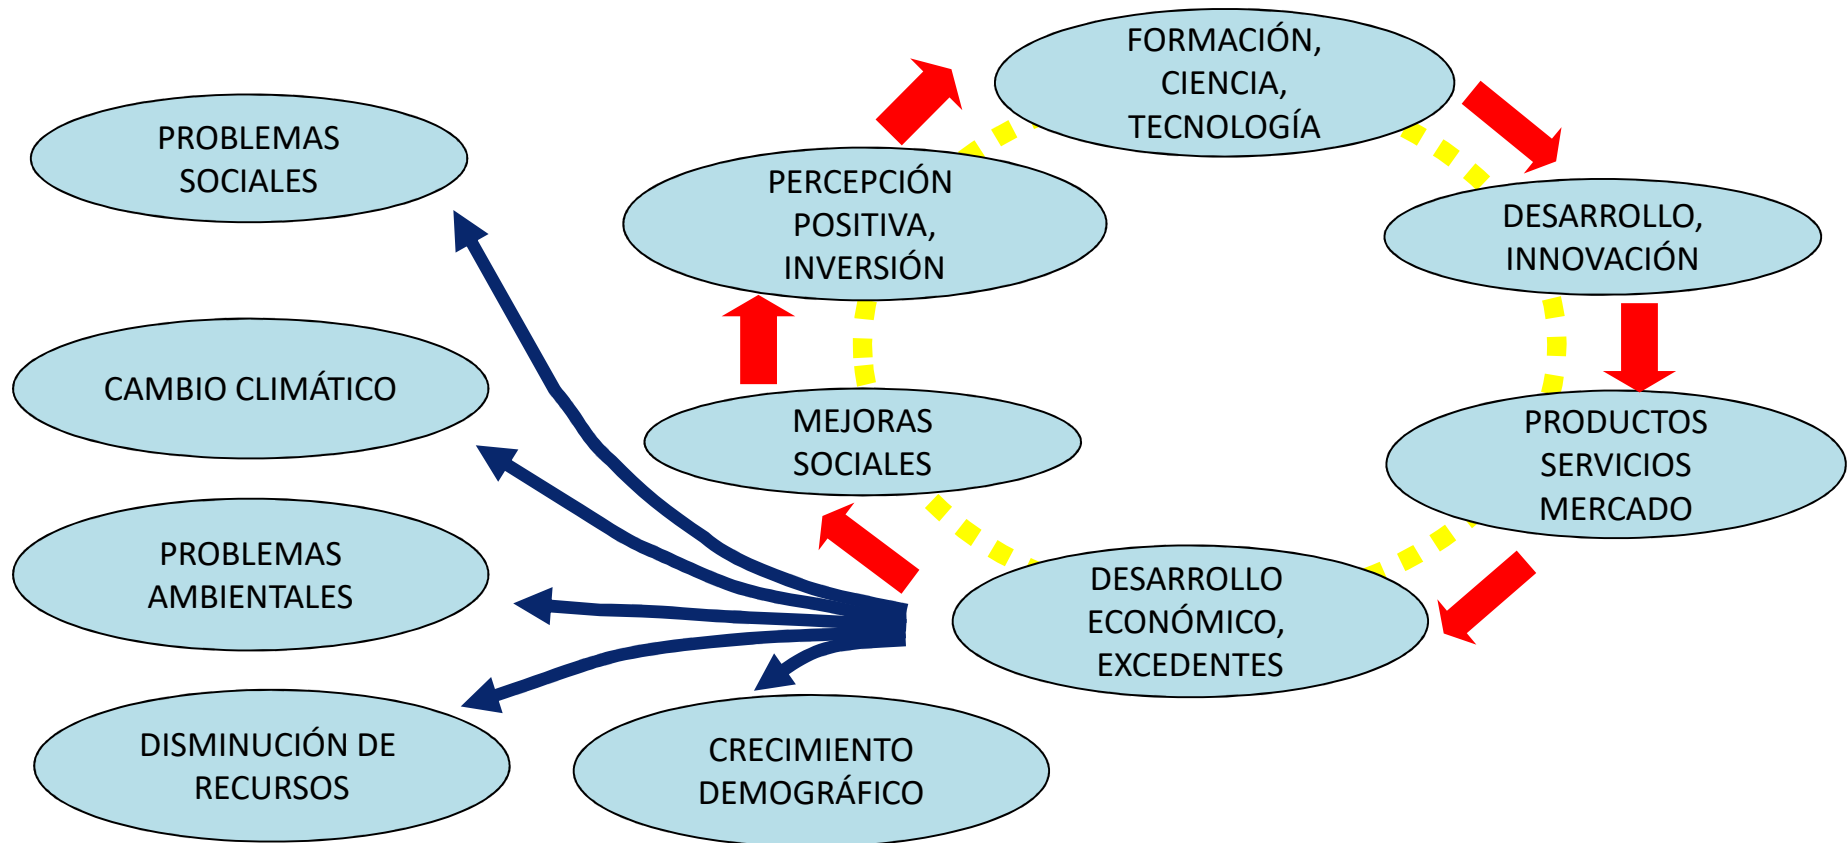 FORMACIÓN,
CIENCIA,
TECNOLOGÍA
PROBLEMAS
SOCIALES
PERCEPCIÓN
POSITIVA,
INVERSIÓN
DESARROLLO,
INNOVACIÓN
CAMBIO CLIMÁTICO
MEJORAS
SOCIALES
PRODUCTOS
SERVICIOS
MERCADO
PROBLEMAS
AMBIENTALES
DESARROLLO
ECONÓMICO,
EXCEDENTES
DISMINUCIÓN DE
RECURSOS
CRECIMIENTO
DEMOGRÁFICO